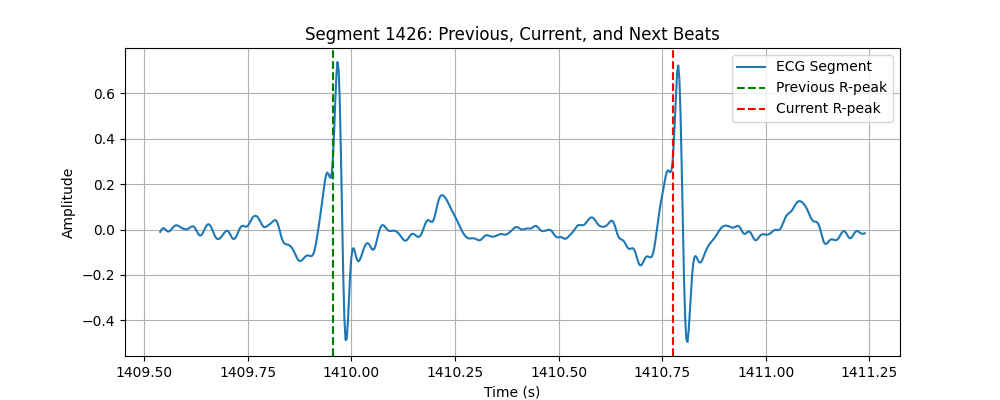 Segment 1426: Previous, Current, and Next Beats
ECG Segment
Previous R-peak
Current R-peak
Amplitude
0.6
0.4
0.2
0.0
−0.2
−0.4
1409.50 1409.75 1410.00 1410.25 1410.50 1410.75 1411.00 1411.25
Time (s)